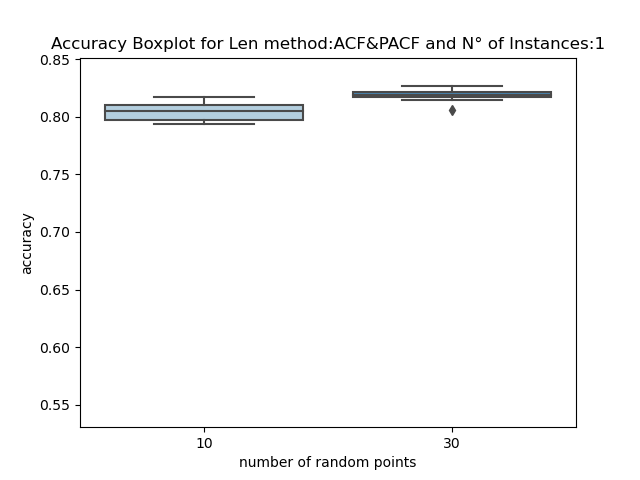 Accuracy Boxplot for Len method:ACF&PACF and N° of Instances:1
0.85
0.80
0.75
0.70
0.65
0.60
0.55
accuracy
10 30
number of random points